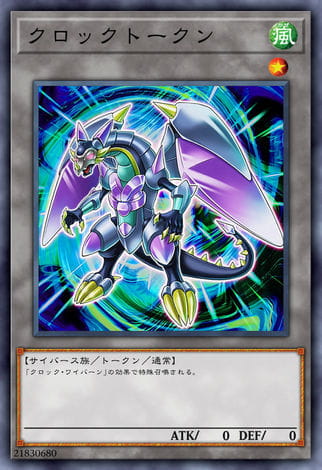 クロックトークン
風
【サイバース族／トークン／通常】
「クロック・ワイバーン」の効果で特殊召喚される。
ATK/ 0 DEF/ 0
21830680